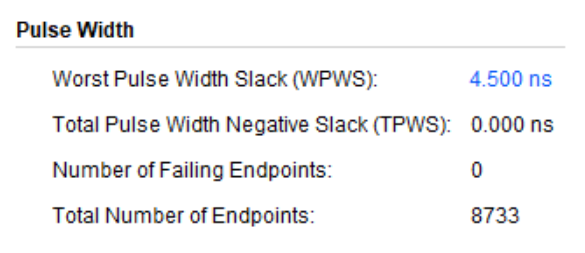 Pulse Width
Worst Pulse Width Slack (WPWS): 4.500 ns
Total Pulse Width Negative Slack (TPWS): 0.000 ns
Number of Failing Endpoints: 0
Total Number of Endpoints: 8733